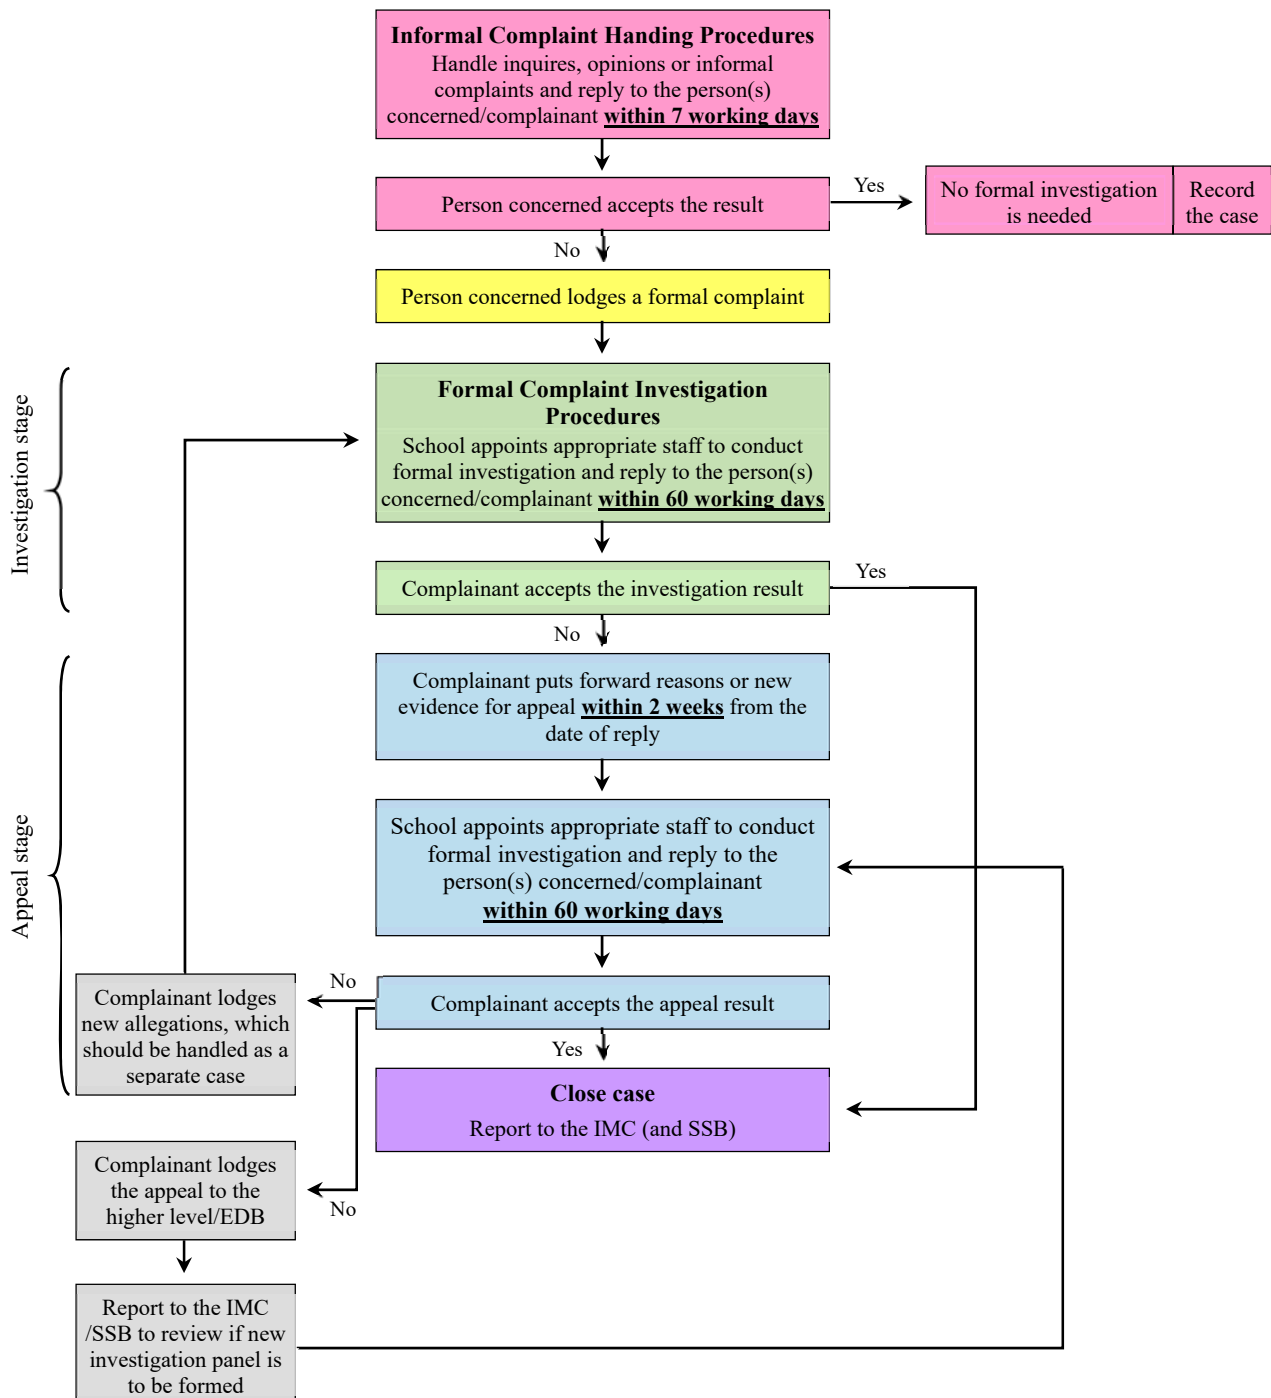 Informal Complaint Handing Procedures
Handle inquires, opinions or informal
complaints and reply to the person(s)
concerned/complainant within 7 working days
Person concerned accepts the result
Yes
No formal investigation
is needed
Record
the case
No
Person concerned lodges a formal complaint
Investigation stage
Formal Complaint Investigation
Procedures
School appoints appropriate staff to conduct
formal investigation and reply to the person(s)
concerned/complainant within 60 working days
Complainant accepts the investigation result
Yes
No
Appeal stage
Complainant puts forward reasons or new
evidence for appeal within 2 weeks from the
date of reply
School appoints appropriate staff to conduct
formal investigation and reply to the
person(s) concerned/complainant
within 60 working days
Complainant accepts the appeal result
No
Complainant lodges
new allegations, which
should be handled as a
separate case
Yes
Close case
Report to the IMC (and SSB)
No
Complainant lodges
the appeal to the
higher level/EDB
Report to the IMC
/SSB to review if new
investigation panel is
to be formed